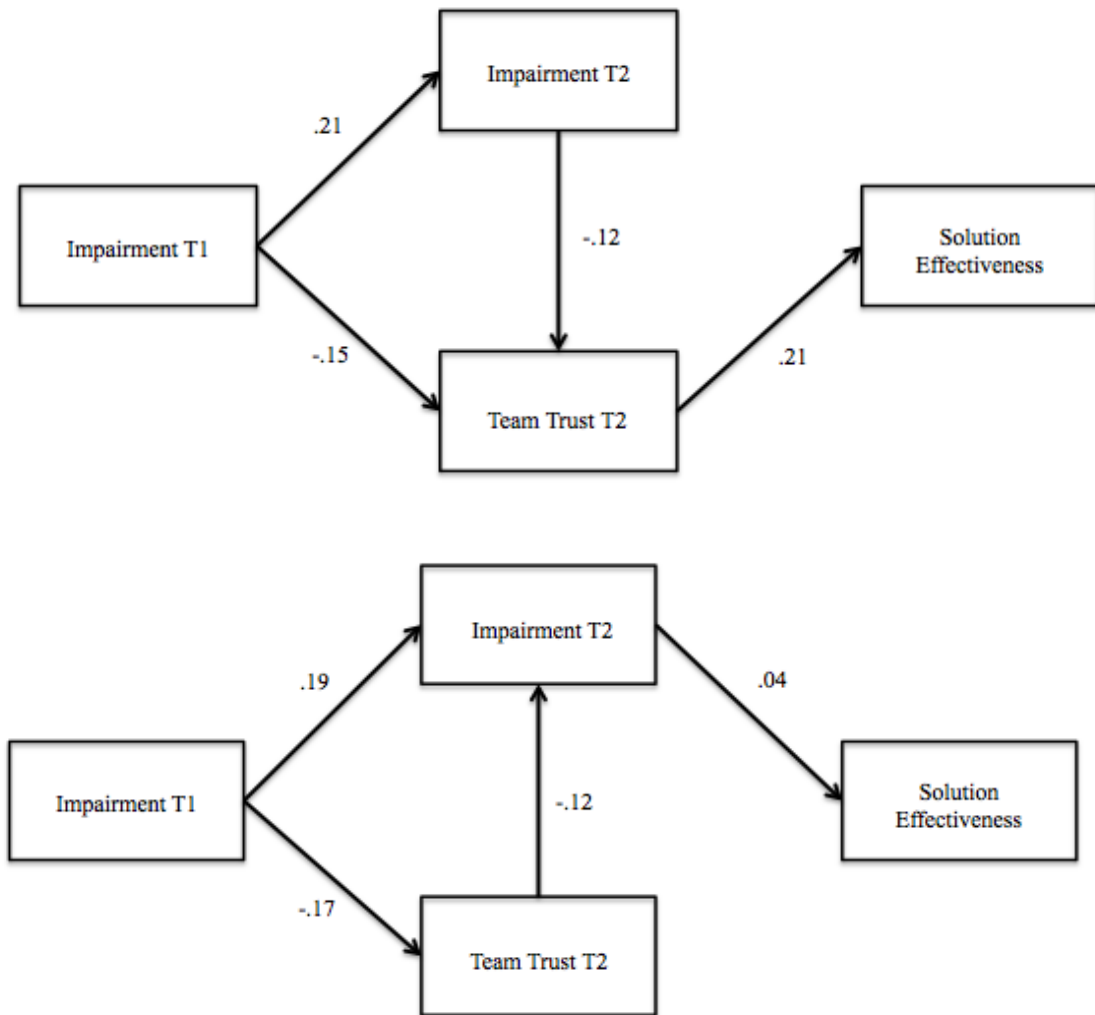 Impairment T2
.21
Impairment T1
-.12
Solution
Effectiveness
-.15
.21
Team Trust T2
Impairment T2
.19
.04
Impairment T1
-.12
Solution
Effectiveness
-.17
Team Trust T2